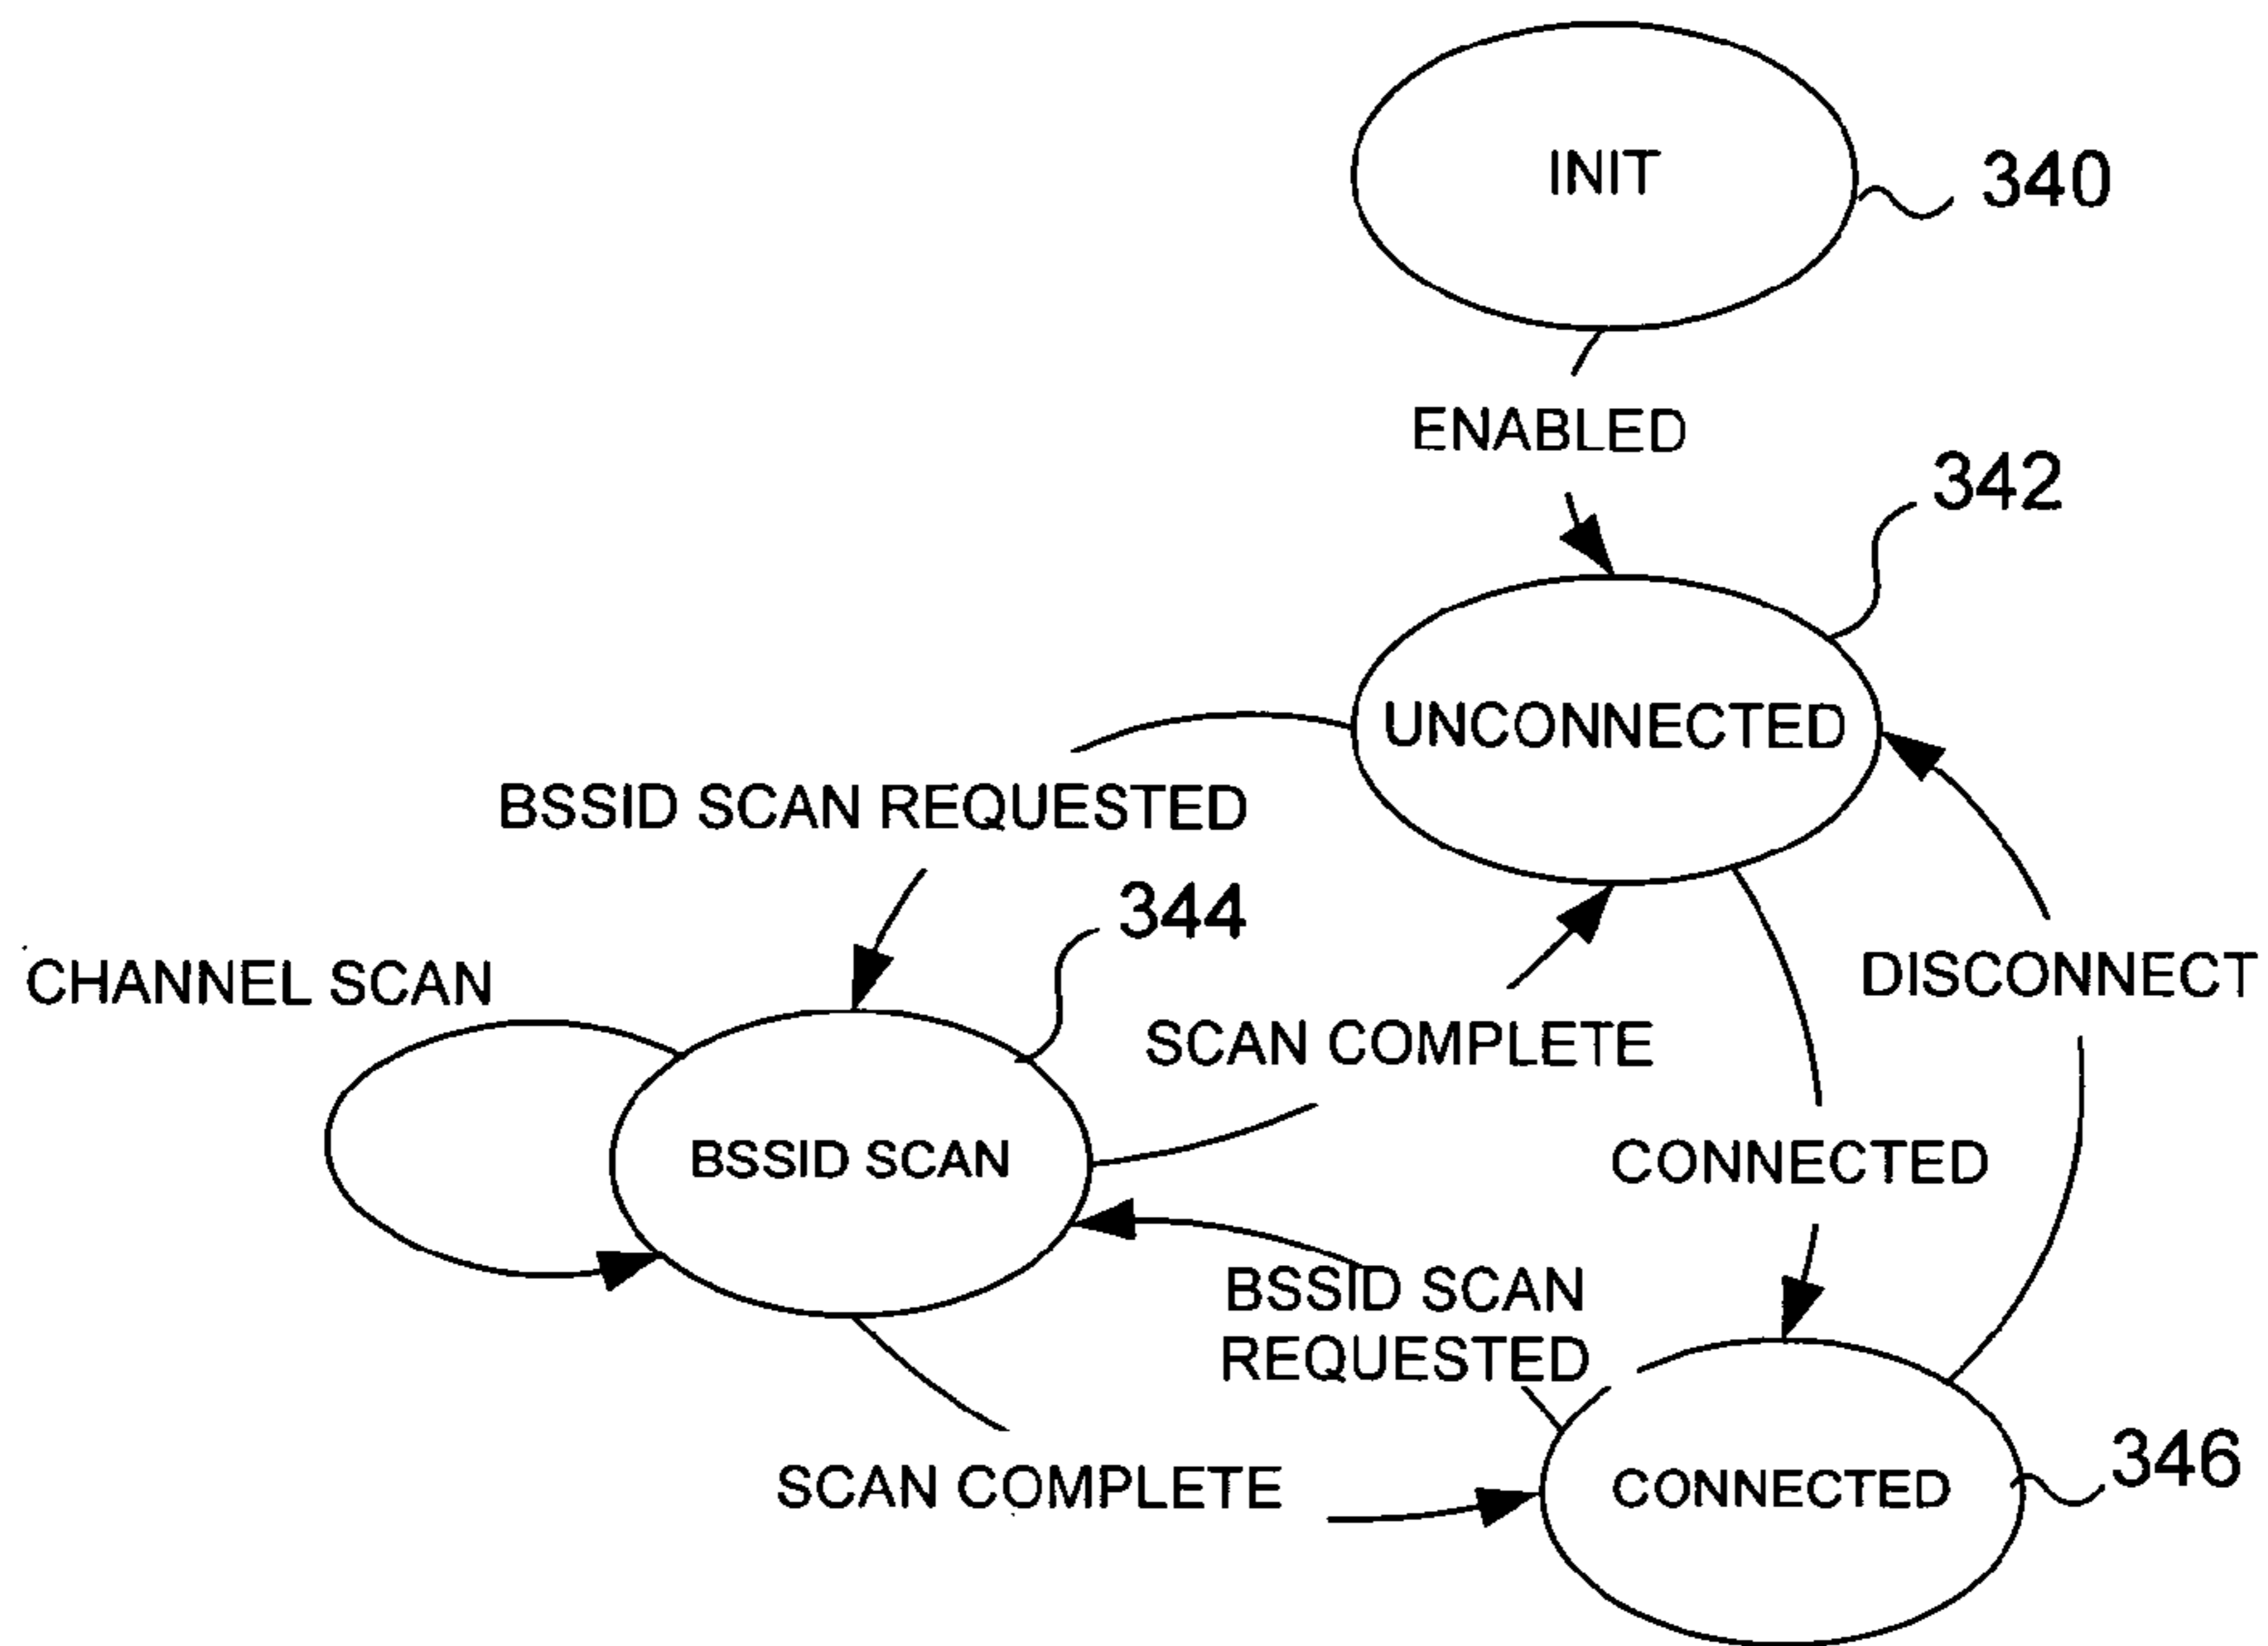 INIT
340
ENABLED
342
UNCONNECTED
BSSID SCAN REQUESTED
344
CHANNEL SCAN
DISCONNECT
SCAN COMPLETE
BSSID SCAN
CONNECTED
BSSID SCAN
REQUESTED
346
SCAN COMPLETE
CONNECTED